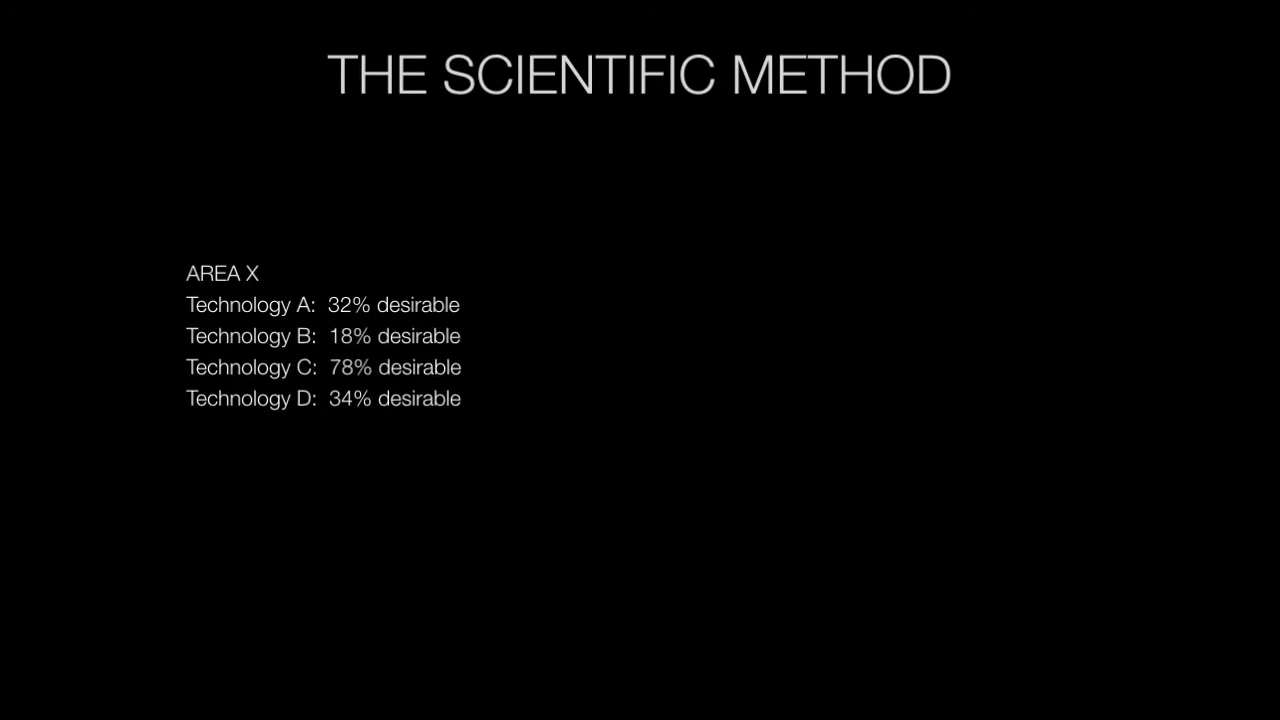 THE SCIENTIFIC METHOD
AREA X
Technology A: 32% desirable
Technology B: 18% desirable
Technology C: 78% desirable
Technology D: 34% desirable